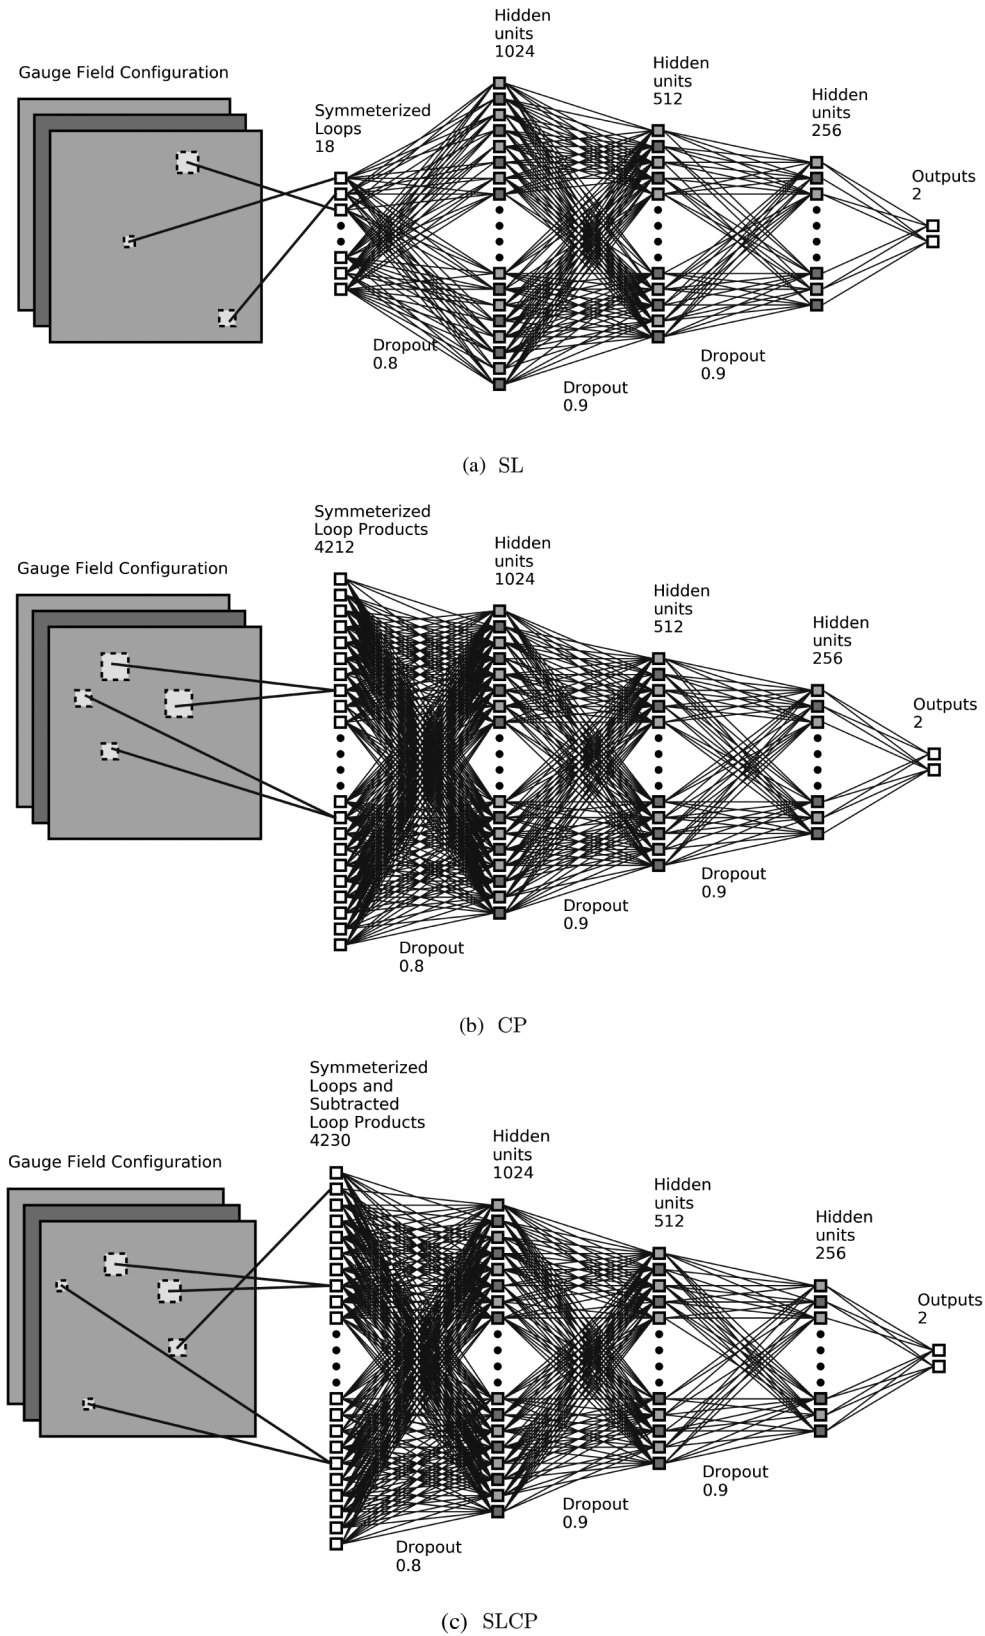 Hidden
units
1024
Gauge Field Configuration
Hidden
units
512
Symmeterized
Loops
18
Hidden
units
256
Outputs
2
Dropout
0.8
Dropout
0.9
Dropout
0.9
(a) SL
Symmeterized
Loop Products
4212
Hidden
units
1024
Gauge Field Configuration
Hidden
units
512
Hidden
units
256
Outputs
2
Dropout
0.9
Dropout
0.9
Dropout
0.8
(b) CP
Symmeterized
Loops and
Subtracted
Loop Products
4230
Hidden
units
1024
Gauge Field Configuration
Hidden
units
512
Hidden
units
256
Outputs
2
Dropout
0.9
Dropout
0.9
Dropout
0.8
(c) SLCP